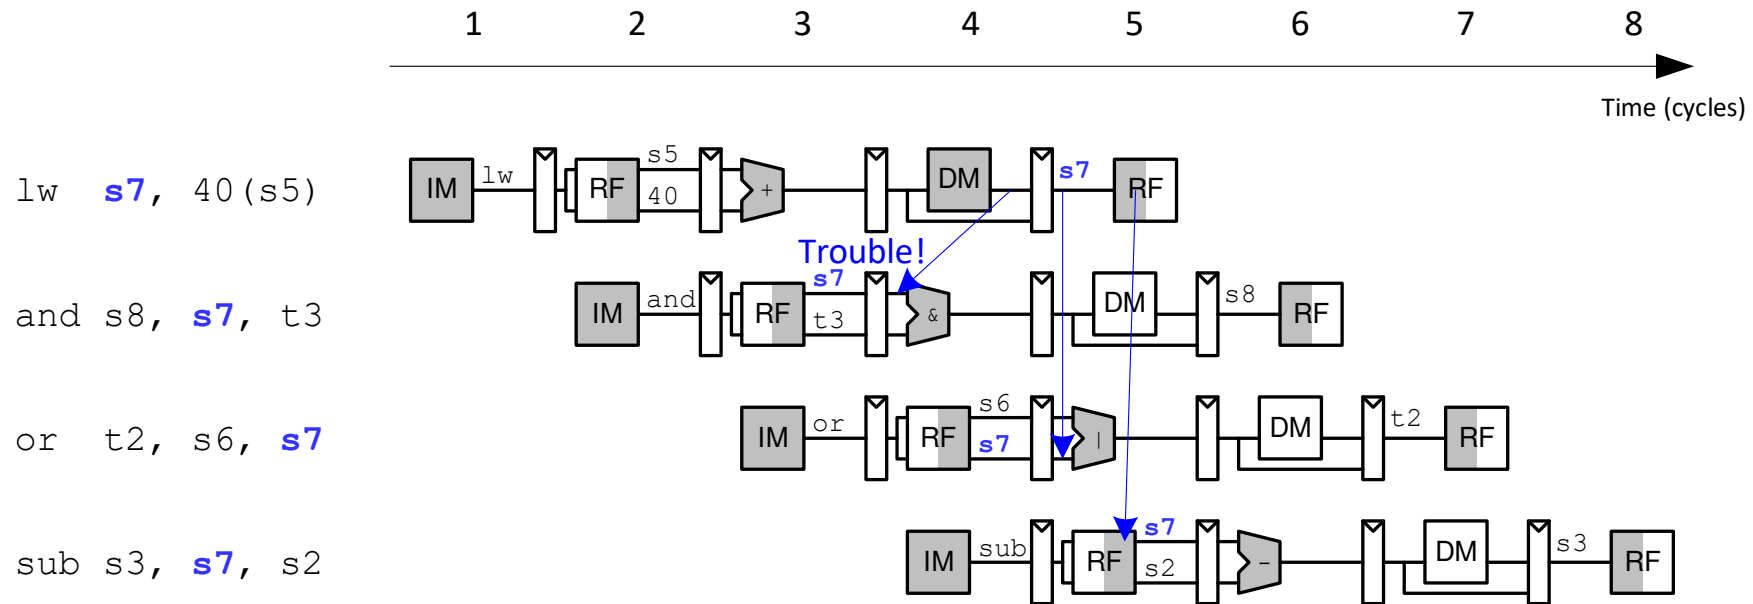 1 2 3 4 5 6 7 8
Time (cycles)
lw s7, 40(s5) IM lw RF s5 40 + DM s7 RF
Trouble!
and s8, s7, t3 IM and RF s7 t3 & DM s8 RF
or t2, s6, s7 IM or RF s6 s7 | DM t2 RF
sub s3, s7, s2 IM sub RF s7 s2 - DM s3 RF